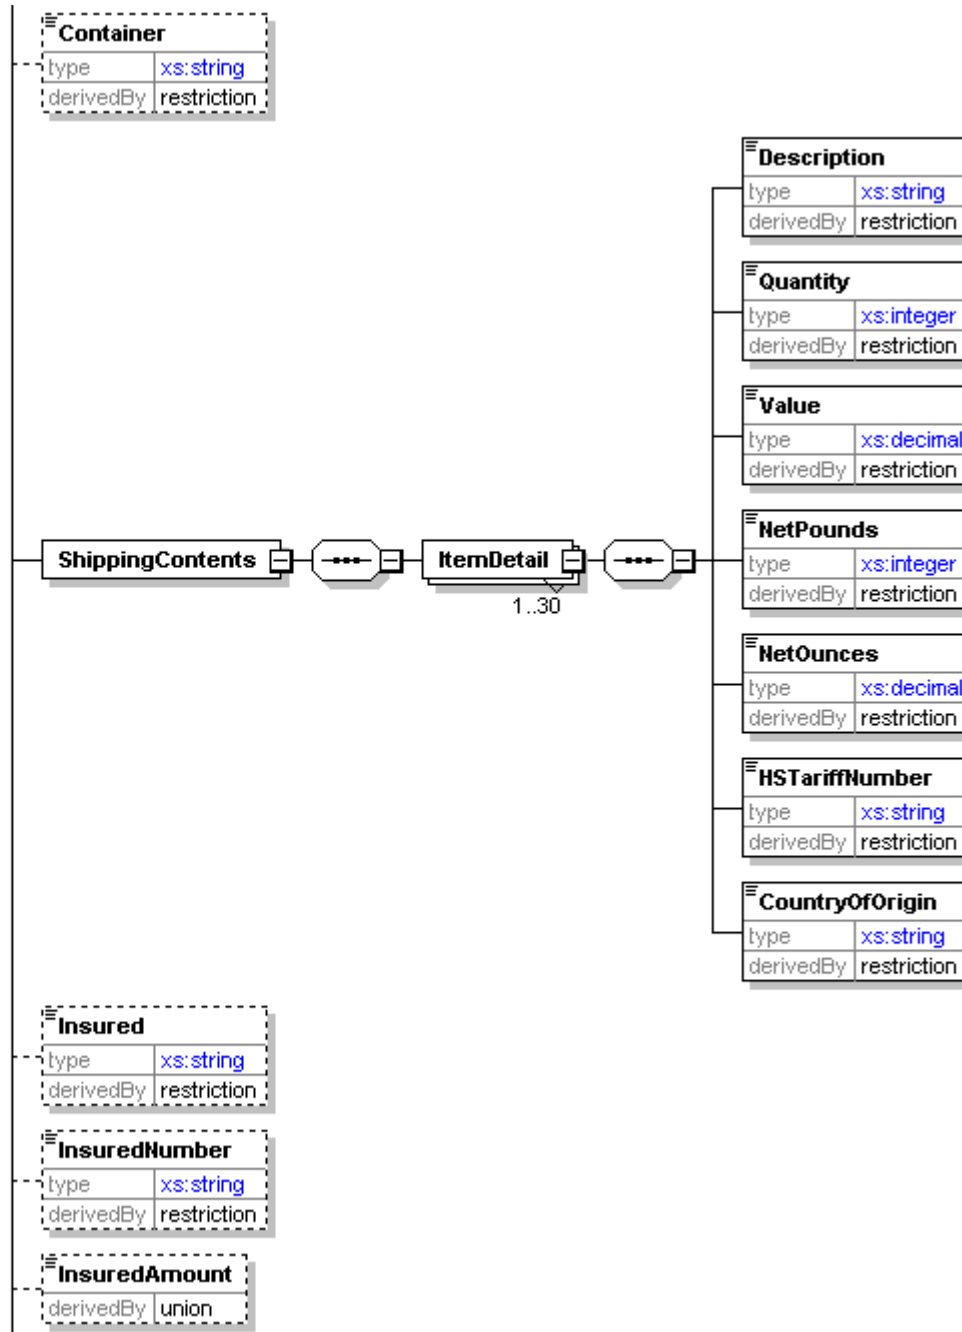 Container
type xs:string
derivedBy restriction
Description
type xs:string
derivedBy restriction
Quantity
type xs:integer
derivedBy restriction
Value
type xs:decimal
derivedBy restriction
ShippingContents
ItemDetail
1..30
NetPounds
type xs:integer
derivedBy restriction
NetOunces
type xs:decimal
derivedBy restriction
HSTariffNumber
type xs:string
derivedBy restriction
CountryOfOrigin
type xs:string
derivedBy restriction
Insured
type xs:string
derivedBy restriction
InsuredNumber
type xs:string
derivedBy restriction
InsuredAmount
derivedBy union